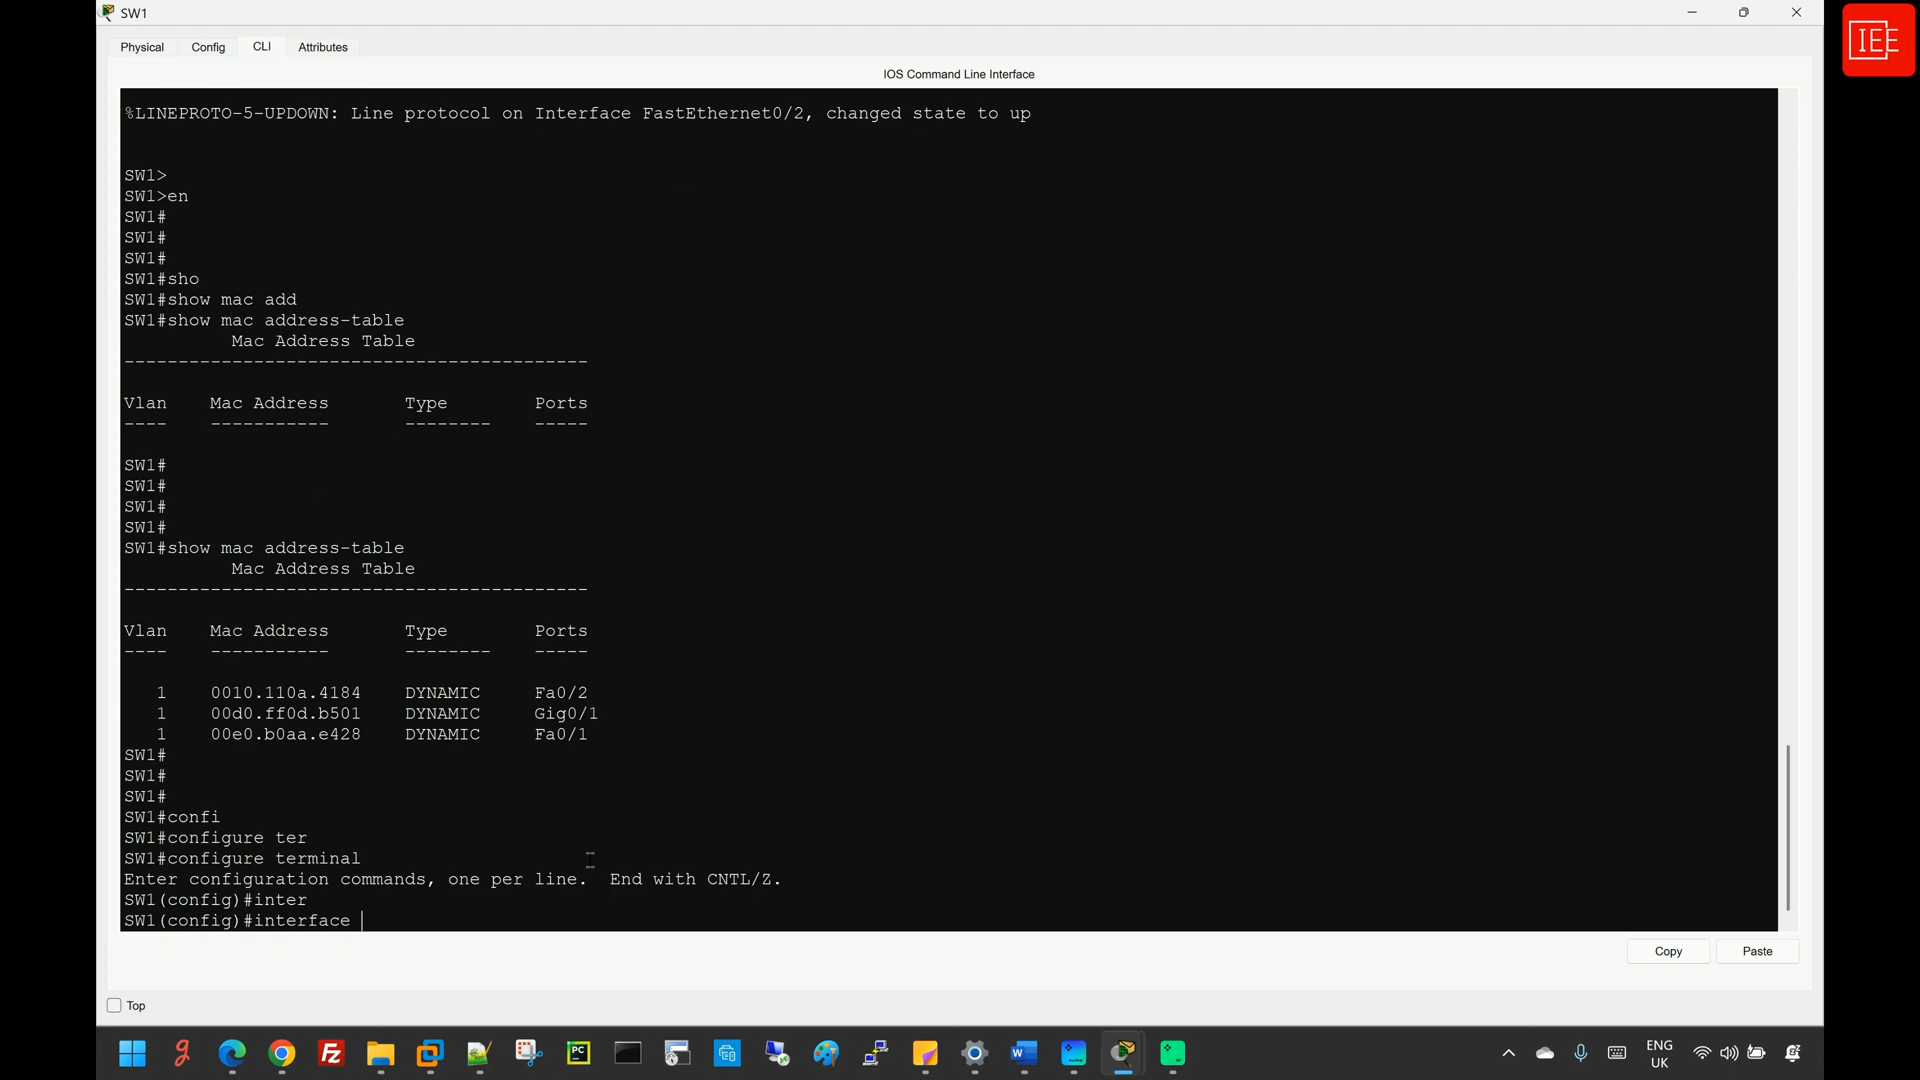 SW1
IEE
Physical Config CLI Attributes
IOS Command Line Interface
%LINEPROTO-5-UPDOWN: Line protocol on Interface FastEthernet0/2, changed state to up
SW1>
SW1>en
SW1#
SW1#
SW1#
SW1#sho
SW1#show mac add
SW1#show mac address-table
Mac Address Table
-------------------------------------------
Vlan Mac Address Type Ports
---- ----------- -------- -----
SW1#
SW1#
SW1#
SW1#
SW1#show mac address-table
Mac Address Table
-------------------------------------------
Vlan Mac Address Type Ports
---- ----------- -------- -----
1 0010.110a.4184 DYNAMIC Fa0/2
1 00d0.ff0d.b501 DYNAMIC Gig0/1
1 00e0.b0aa.e428 DYNAMIC Fa0/1
SW1#
SW1#
SW1#
SW1#confi
SW1#configure ter
SW1#configure terminal
Enter configuration commands, one per line. End with CNTL/Z.
SW1(config)#inter
SW1(config)#interface
Copy Paste
Top
ENG
UK